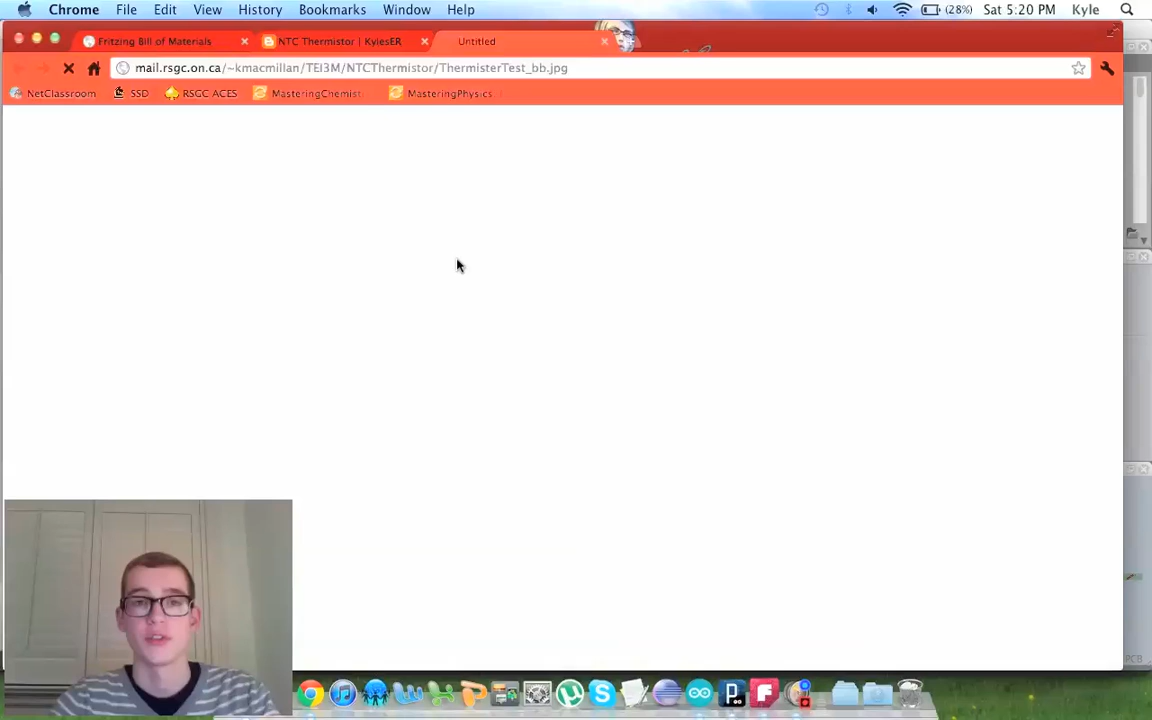 Chrome File Edit View History Bookmarks Window Help (28%) Sat 5:20 PM Kyle
Fritzing Bill of Materials NTC Thermistor | KylesER Untitled
mail.rsgc.on.ca/~kmacmillan/TEI3M/NTCThermistor/ThermisterTest_bb.jpg
NetClassroom SSD RSGC ACES MasteringChemist MasteringPhysics
PCB